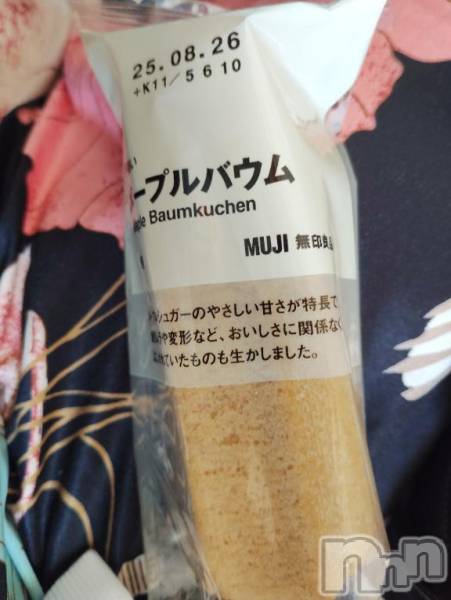 25.08.26
+K11/5610
ープルバウム
Baumkuchen
MUJI 無印良品
シュガーのやさしい甘さが特長で
や変形など、おいしさに関係なく
れていたものも生かしました。
nnn